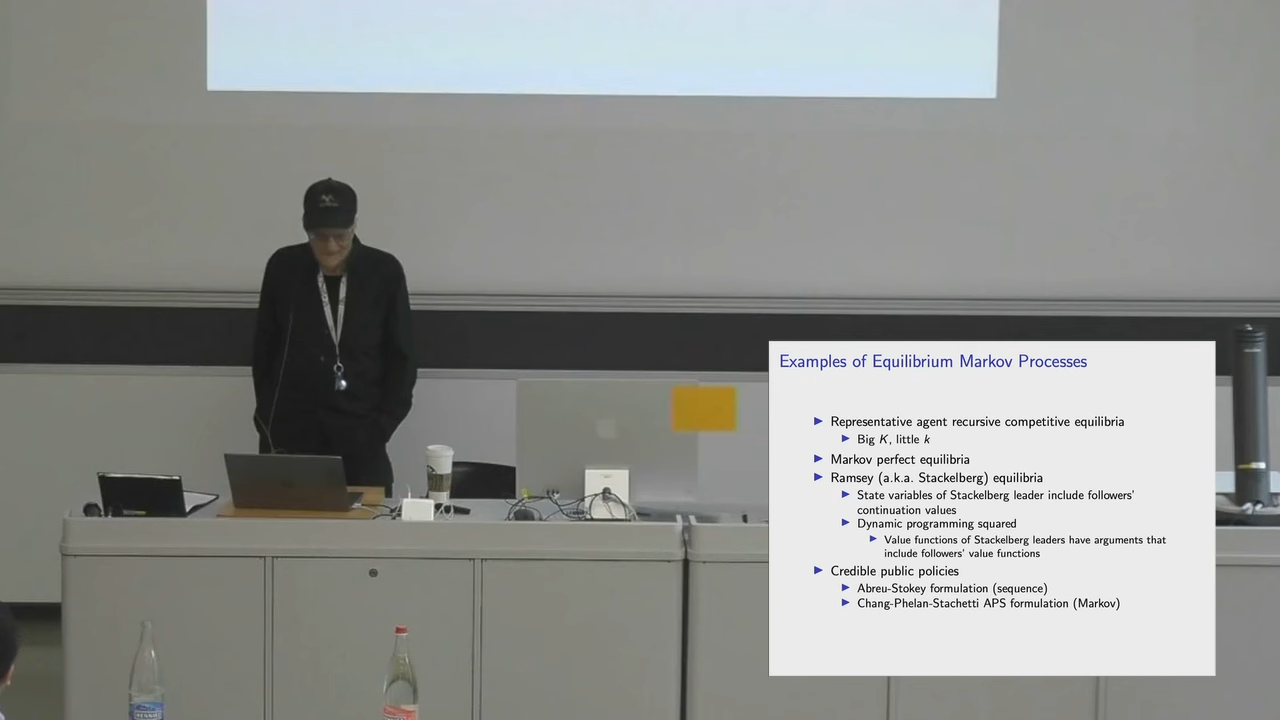 Examples of Equilibrium Markov Processes
Representative agent recursive competitive equilibria
Big K, little k
Markov perfect equilibria
Ramsey (a.k.a. Stackelberg) equilibria
State variables of Stackelberg leader include followers'
continuation values
Dynamic programming squared
Value functions of Stackelberg leaders have arguments that
include followers' value functions
Credible public policies
Abreu-Stokey formulation (sequence)
Chang-Phelan-Stachetti APS formulation (Markov)